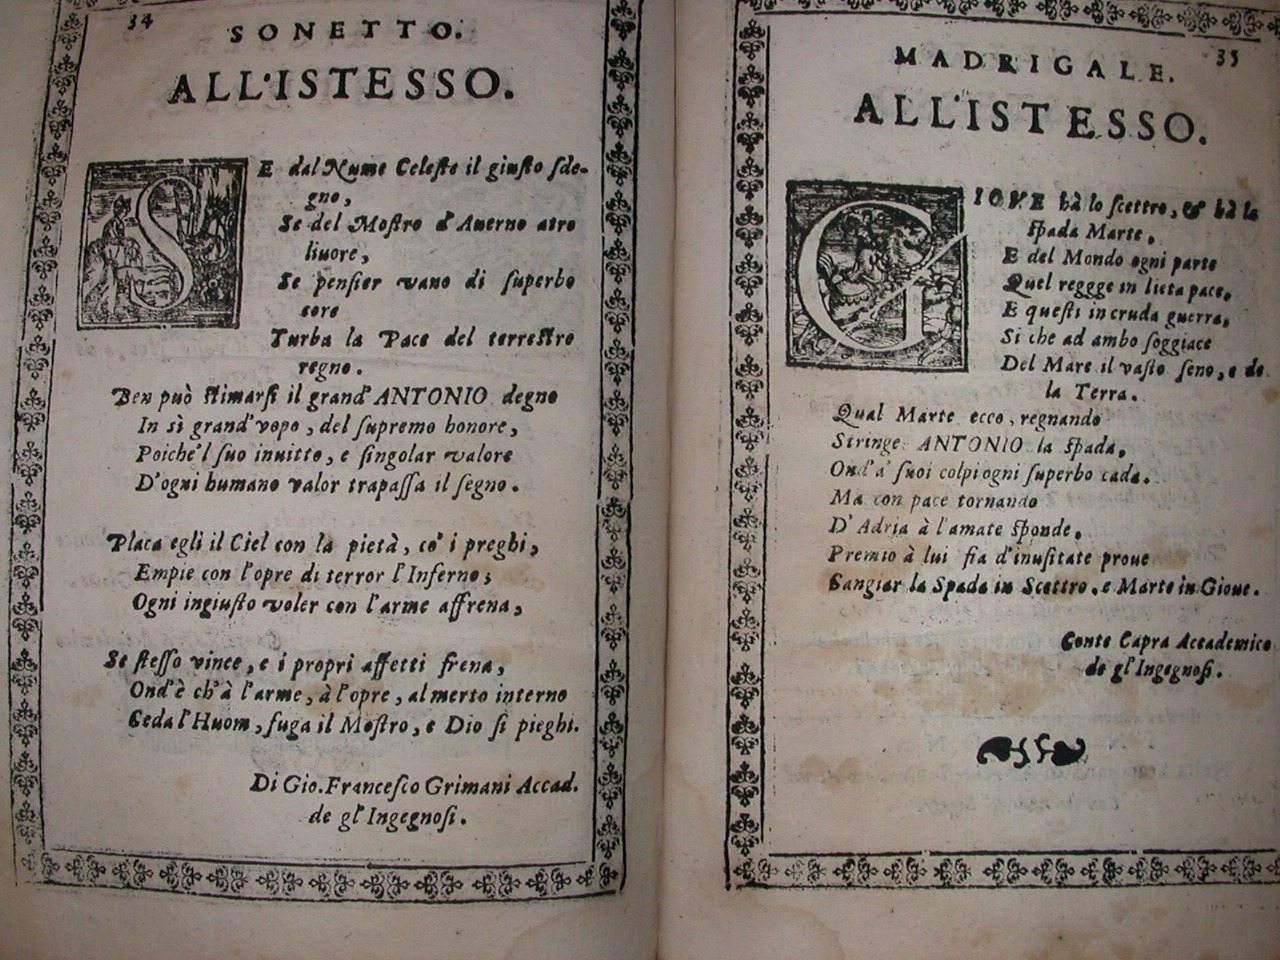 34
SONETTO.
ALL'ISTESSO.
SE dal Nume Celeste il giusto sde-
gno,
Se del Mostro d'Auerno atro
liuore,
Se pensier vano di superbo
core
Turba la Pace del terrestro
regno.
Ben può stimarsi il grand' ANTONIO degno
In sì grand'vopo, del supremo honore,
Poiche'l suo inuitto, e singolar valore
D'ogni humano valor trapassa il segno.
Placa egli il Ciel con la pietà, co' i preghi,
Empie con l'opre di terror l'Inferno;
Ogni ingiusto voler con l'arme affrena,
Se stesso vince, e i propri affetti frena,
Ond'è ch'à l'arme, à l'opre, al merto interno
Ceda l'Huom, fuga il Mostro, e Dio si pieghi.
Di Gio. Francesco Grimani Accad.
de gl'Ingegnosi.
35
MADRIGALE.
ALL'ISTESSO.
GIOVE hà lo scettro, & hà la
spada Marte,
E del Mondo ogni parte
Quel reggge in lieta pace,
E questi in cruda guerra,
Si che ad ambo soggiace
Del Mare il vasto seno, e de
la Terra.
Qual Marte ecco, regnando
Stringe ANTONIO la spada,
Ond'a' suoi colpi ogni superbo cada.
Ma con pace tornando
D'Adria à l'amate sponde,
Premio à lui fia d'inusitate proue
Cangiar la Spada in Scettro, e Marte in Gioue.
Conte Capra Accademico
de gl'Ingegnosi.